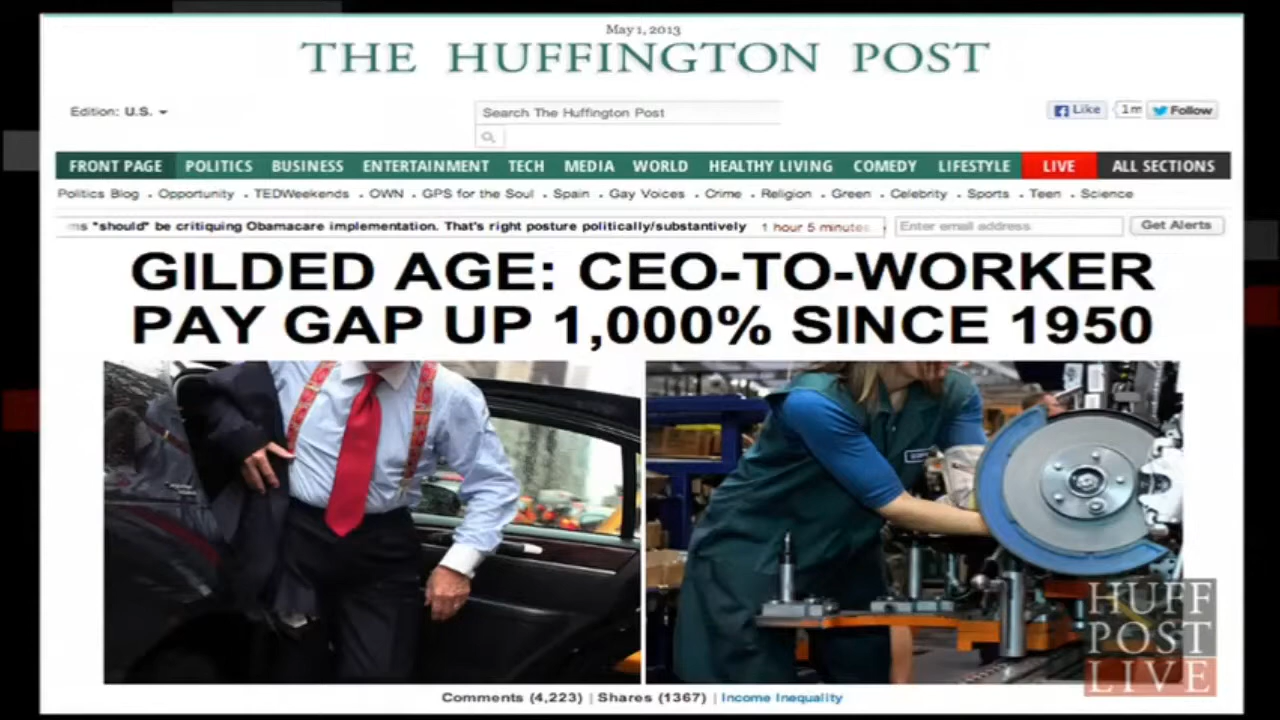 May 1, 2013
THE HUFFINGTON POST
Edition: U.S.
Search The Huffington Post
Like 1m Follow
FRONT PAGE POLITICS BUSINESS ENTERTAINMENT TECH MEDIA WORLD HEALTHY LIVING COMEDY LIFESTYLE LIVE ALL SECTIONS
Politics Blog . Opportunity . TEDWeekends . OWN . GPS for the Soul . Spain . Gay Voices . Crime . Religion . Green . Celebrity . Sports . Teen . Science
ms *should* be critiquing Obamacare implementation. That's right posture politically/substantively 1 hour 5 minutes Enter email address Get Alerts
GILDED AGE: CEO-TO-WORKER
PAY GAP UP 1,000% SINCE 1950
HUFF
POST
LIVE
Comments (4,223) | Shares (1367) | Income Inequality